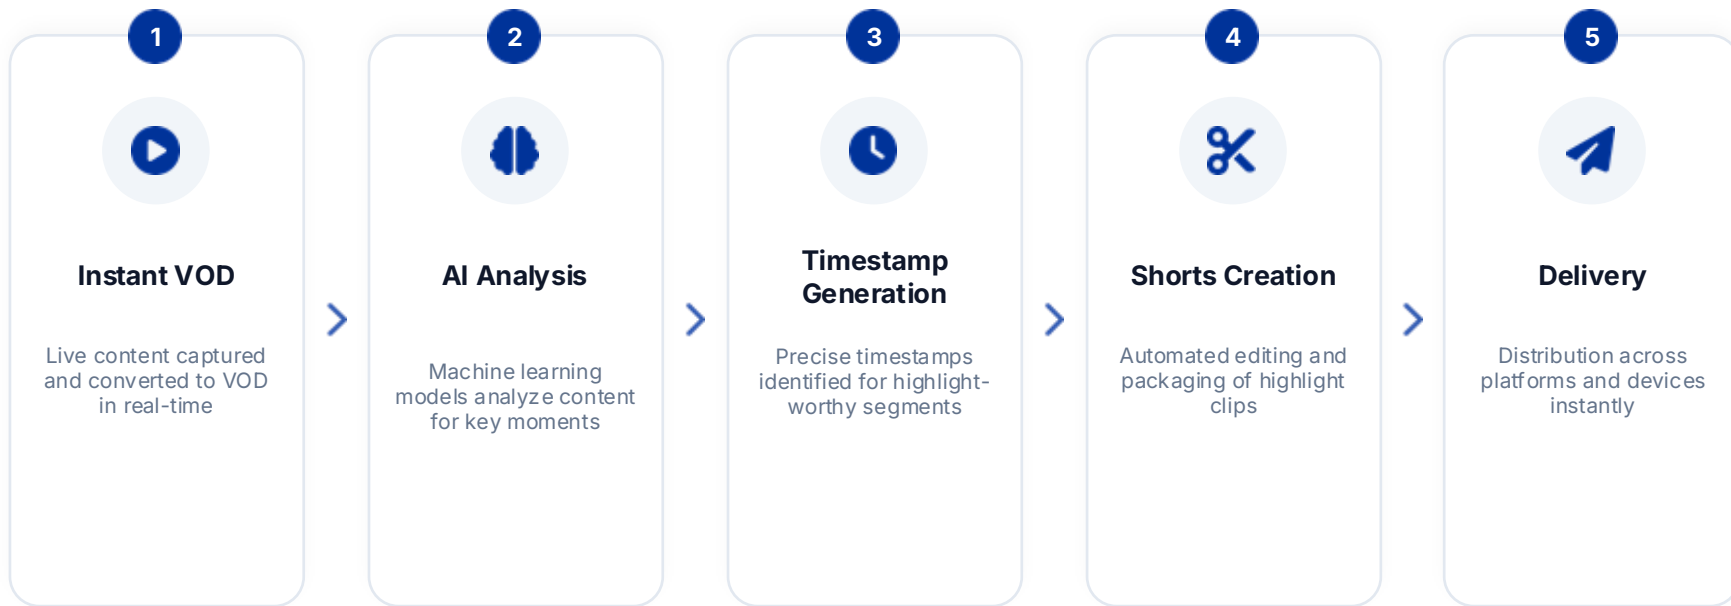 1
Instant VOD
Live content captured
and converted to VOD
in real-time
2
AI Analysis
Machine learning
models analyze content
for key moments
3
Timestamp
Generation
Precise timestamps
identified for highlight-
worthy segments
4
Shorts Creation
Automated editing and
packaging of highlight
clips
5
Delivery
Distribution across
platforms and devices
instantly